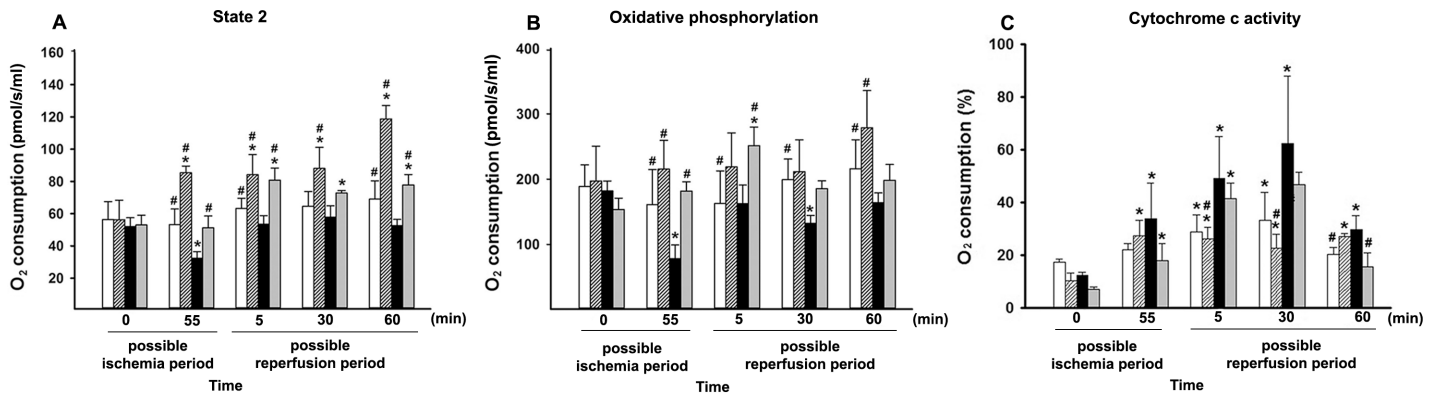 A
State 2
O2 consumption (pmol/s/ml)
160
140
120
100
80
60
40
20
# # * * #
# # * # *
# * *
# # * # *
0 55 5 30 60 (min)
possible ischemia period
possible reperfusion period
Time
B
Oxidative phosphorylation
O2 consumption (pmol/s/ml)
400
300
200
100
# # * #
# # *
# *
# #
0 55 5 30 60 (min)
possible ischemia period
possible reperfusion period
Time
C
Cytochrome c activity
O2 consumption (%)
100
80
60
40
20
0
* * *
* # * * *
* # * *
# * * #
0 55 5 30 60 (min)
possible ischemia period
possible reperfusion period
Time